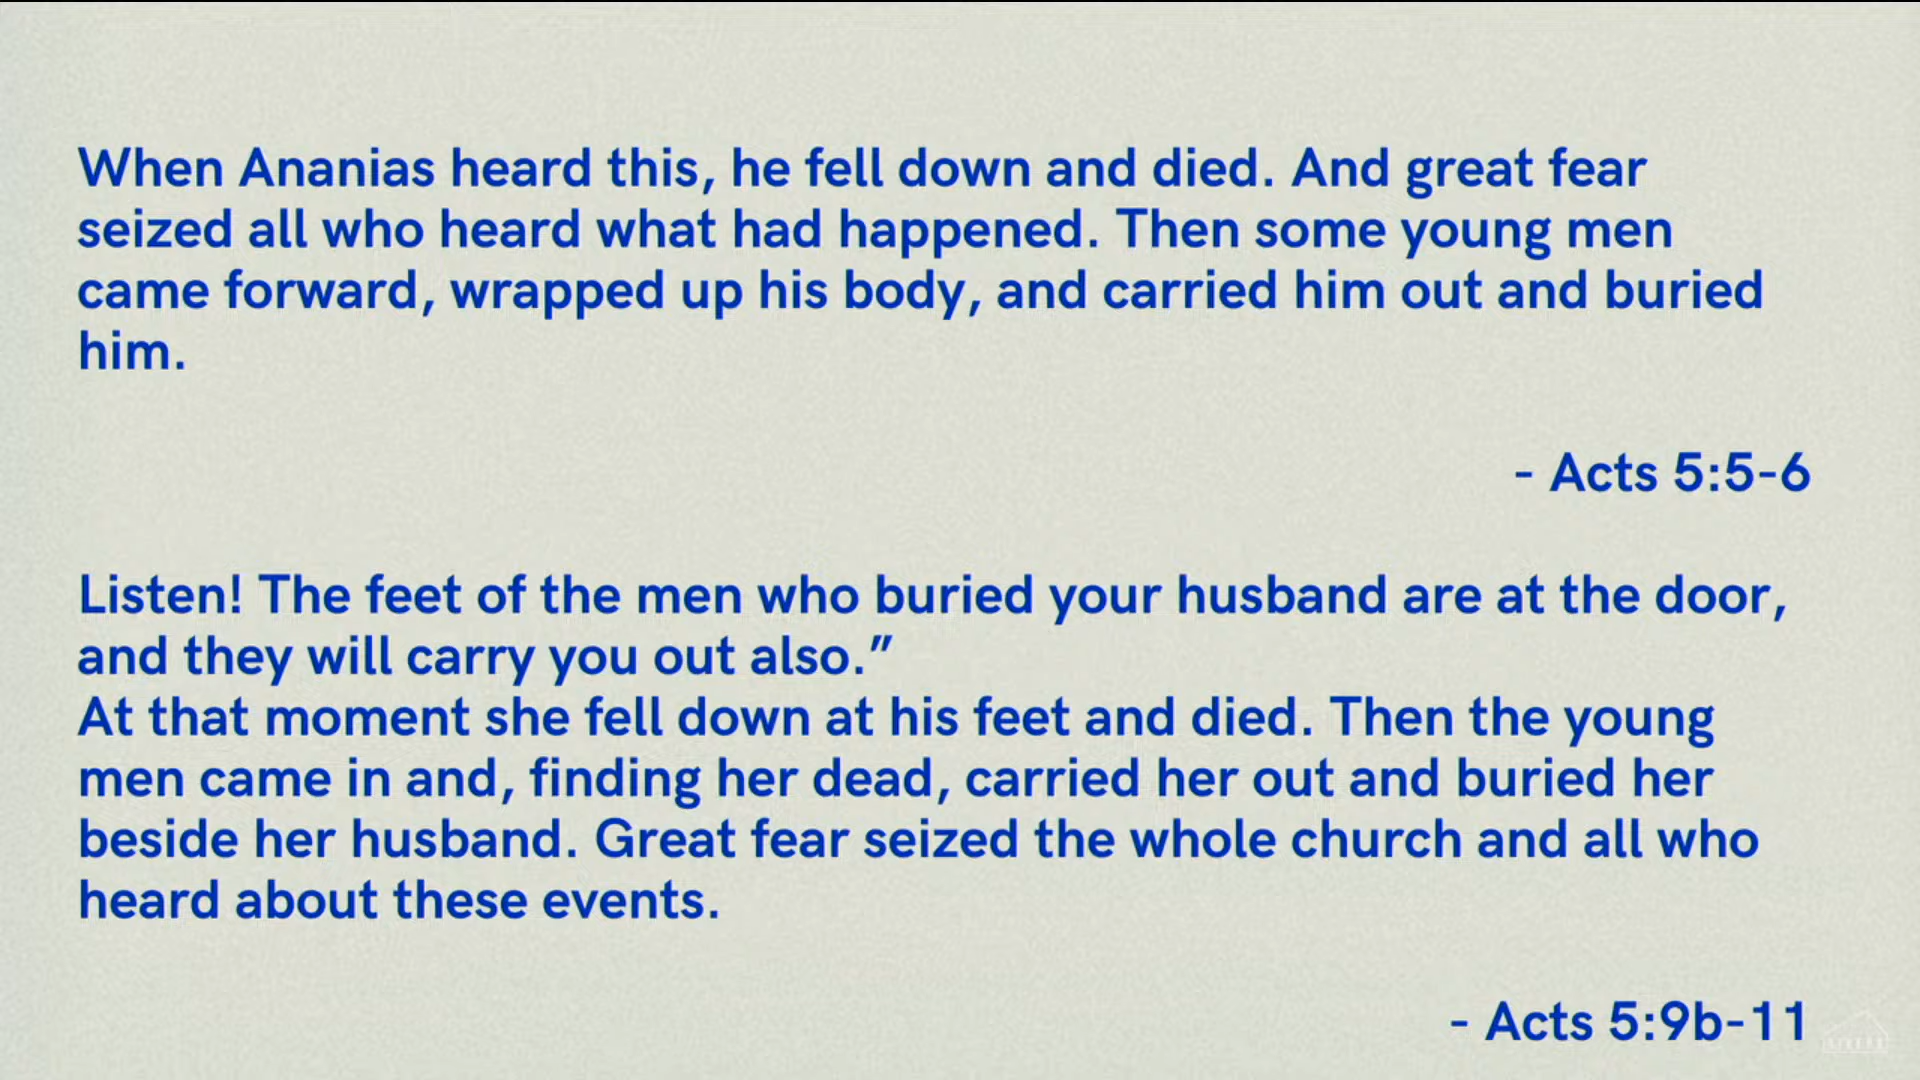 When Ananias heard this, he fell down and died. And great fear
seized all who heard what had happened. Then some young men
came forward, wrapped up his body, and carried him out and buried
him.
- Acts 5:5-6
Listen! The feet of the men who buried your husband are at the door,
and they will carry you out also.”
At that moment she fell down at his feet and died. Then the young
men came in and, finding her dead, carried her out and buried her
beside her husband. Great fear seized the whole church and all who
heard about these events.
- Acts 5:9b-11